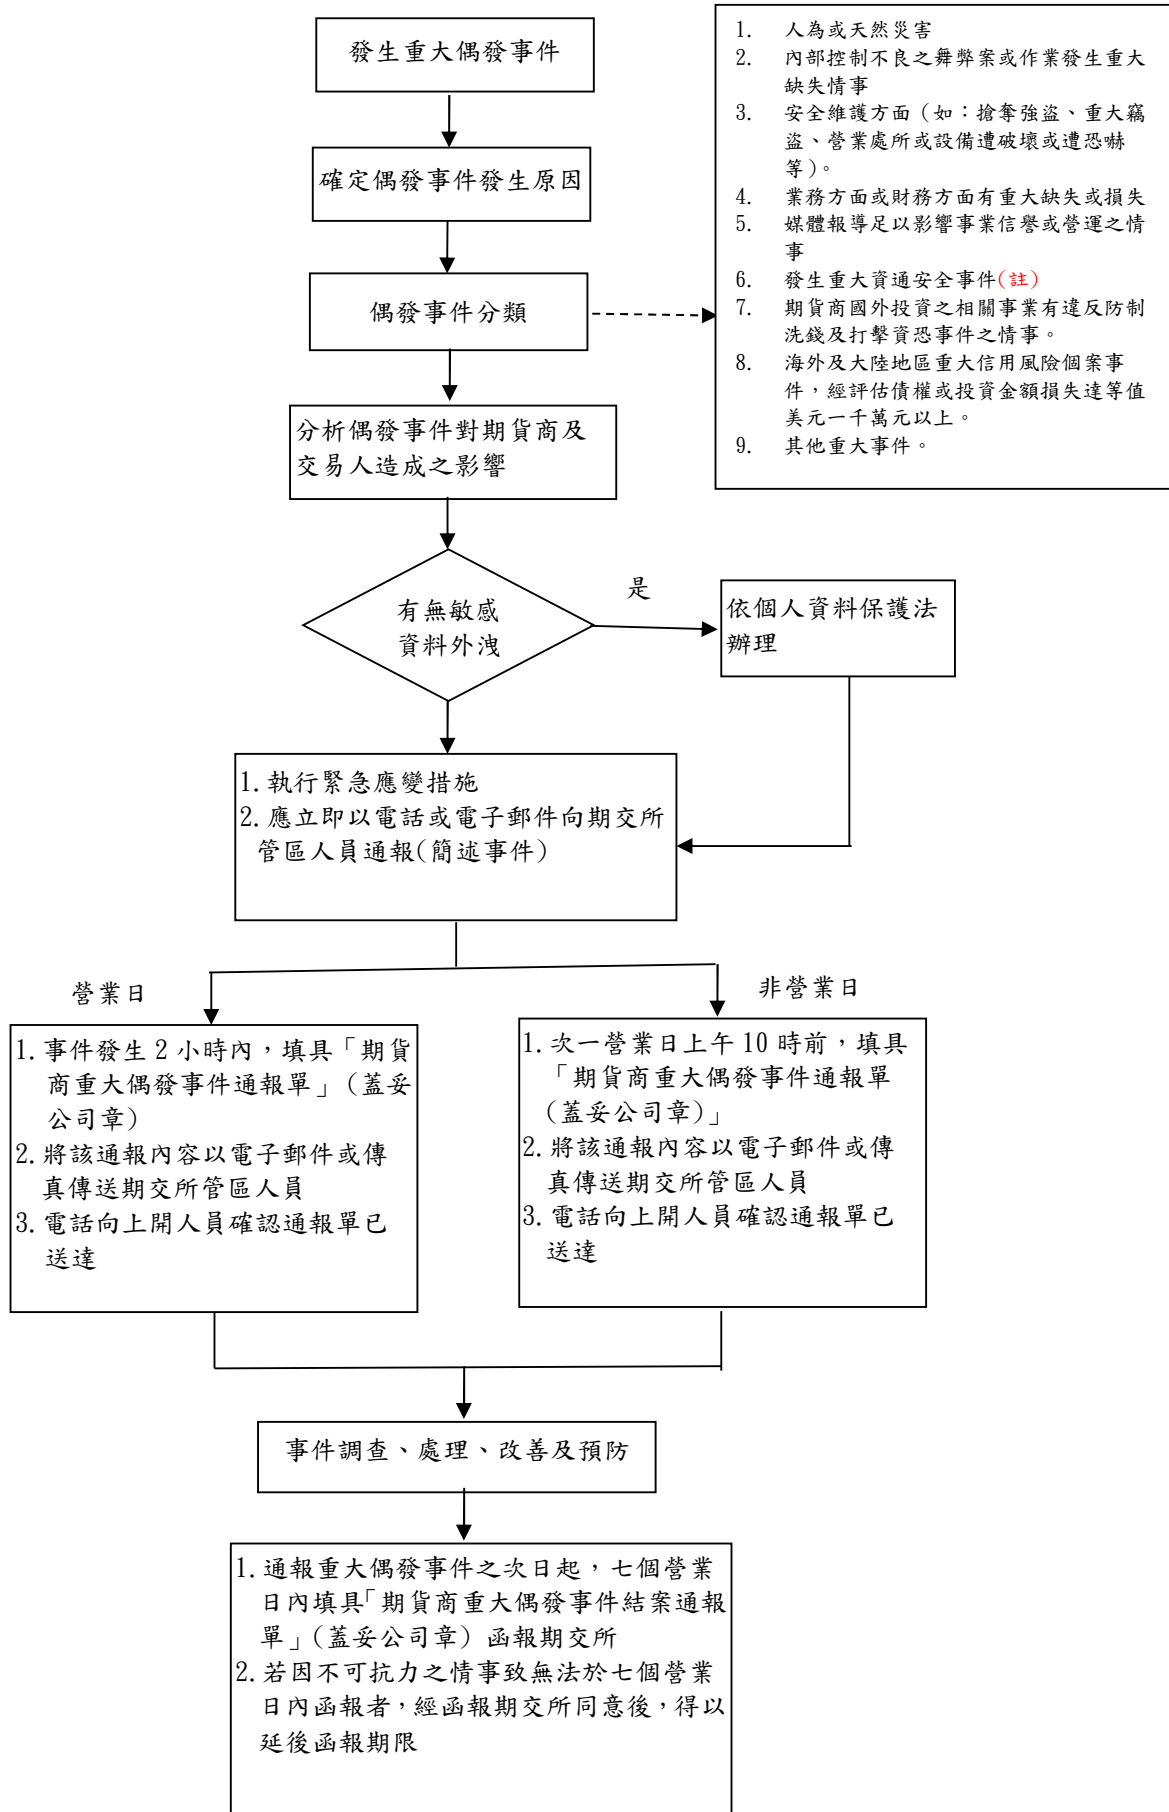 發生重大偶發事件
確定偶發事件發生原因
偶發事件分類
1. 人為或天然災害
2. 內部控制不良之舞弊案或作業發生重大
缺失情事
3. 安全維護方面（如：搶奪強盜、重大竊
盜、營業處所或設備遭破壞或遭恐嚇
等）。
4. 業務方面或財務方面有重大缺失或損失
5. 媒體報導足以影響事業信譽或營運之情
事
6. 發生重大資通安全事件(註)
7. 期貨商國外投資之相關事業有違反防制
洗錢及打擊資恐事件之情事。
8. 海外及大陸地區重大信用風險個案事
件，經評估債權或投資金額損失達等值
美元一千萬元以上。
9. 其他重大事件。
分析偶發事件對期貨商及
交易人造成之影響
有無敏感
資料外洩
是
依個人資料保護法
辦理
1. 執行緊急應變措施
2. 應立即以電話或電子郵件向期交所
管區人員通報(簡述事件)
營業日
1. 事件發生 2 小時內，填具「期貨
商重大偶發事件通報單」（蓋妥
公司章）
2. 將該通報內容以電子郵件或傳
真傳送期交所管區人員
3. 電話向上開人員確認通報單已
送達
非營業日
1. 次一營業日上午 10 時前，填具
「期貨商重大偶發事件通報單
（蓋妥公司章）」
2. 將該通報內容以電子郵件或傳
真傳送期交所管區人員
3. 電話向上開人員確認通報單已
送達
事件調查、處理、改善及預防
1. 通報重大偶發事件之次日起，七個營業
日內填具「期貨商重大偶發事件結案通報
單」（蓋妥公司章）函報期交所
2. 若因不可抗力之情事致無法於七個營業
日內函報者，經函報期交所同意後，得以
延後函報期限